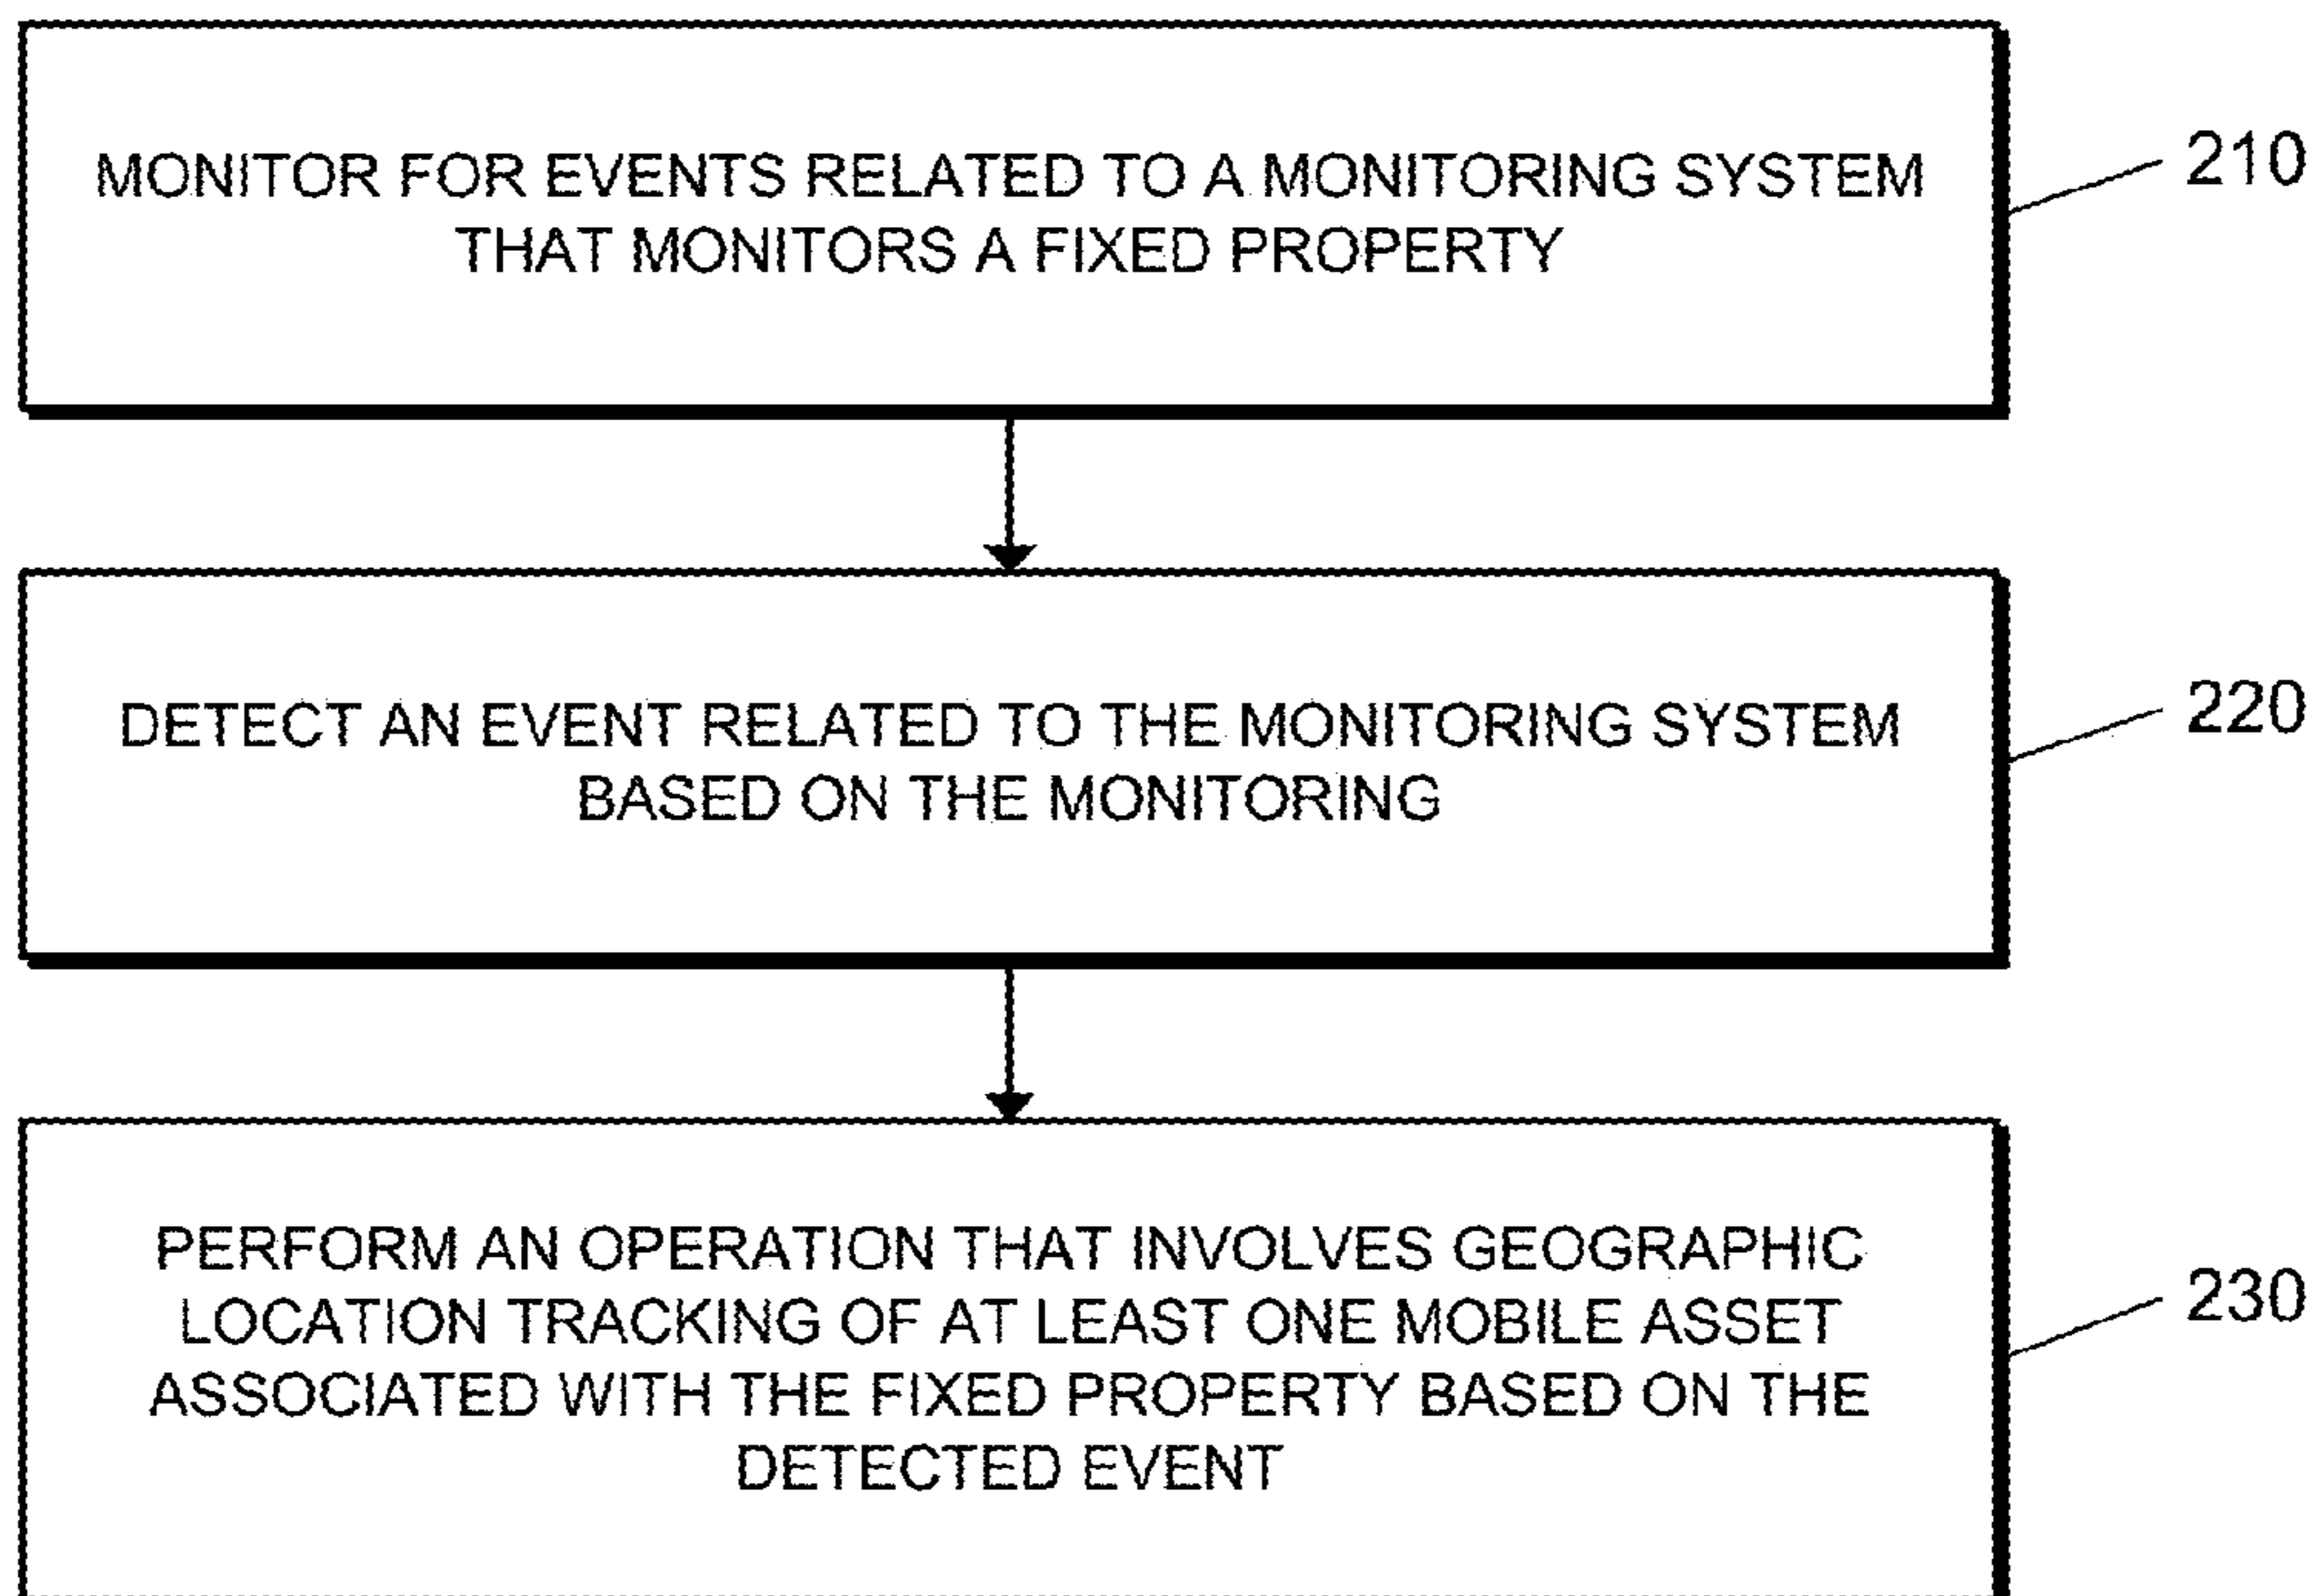 MONITOR FOR EVENTS RELATED TO A MONITORING SYSTEM
THAT MONITORS A FIXED PROPERTY
210
DETECT AN EVENT RELATED TO THE MONITORING SYSTEM
BASED ON THE MONITORING
220
PERFORM AN OPERATION THAT INVOLVES GEOGRAPHIC
LOCATION TRACKING OF AT LEAST ONE MOBILE ASSET
ASSOCIATED WITH THE FIXED PROPERTY BASED ON THE
DETECTED EVENT
230